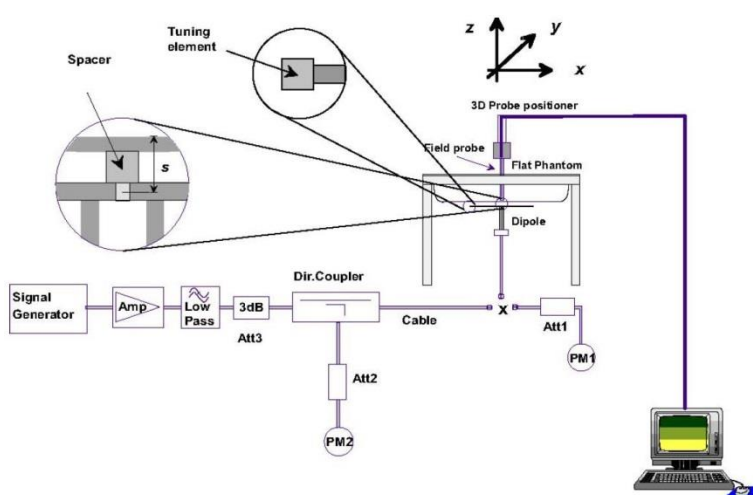 Tuning
element
Spacer
z
y
x
s
3D Probe positioner
Field probe
Flat Phantom
Dipole
Dir.Coupler
Signal
Generator
Amp
Low
Pass
3dB
Att3
Cable
x
Att1
PM1
Att2
PM2